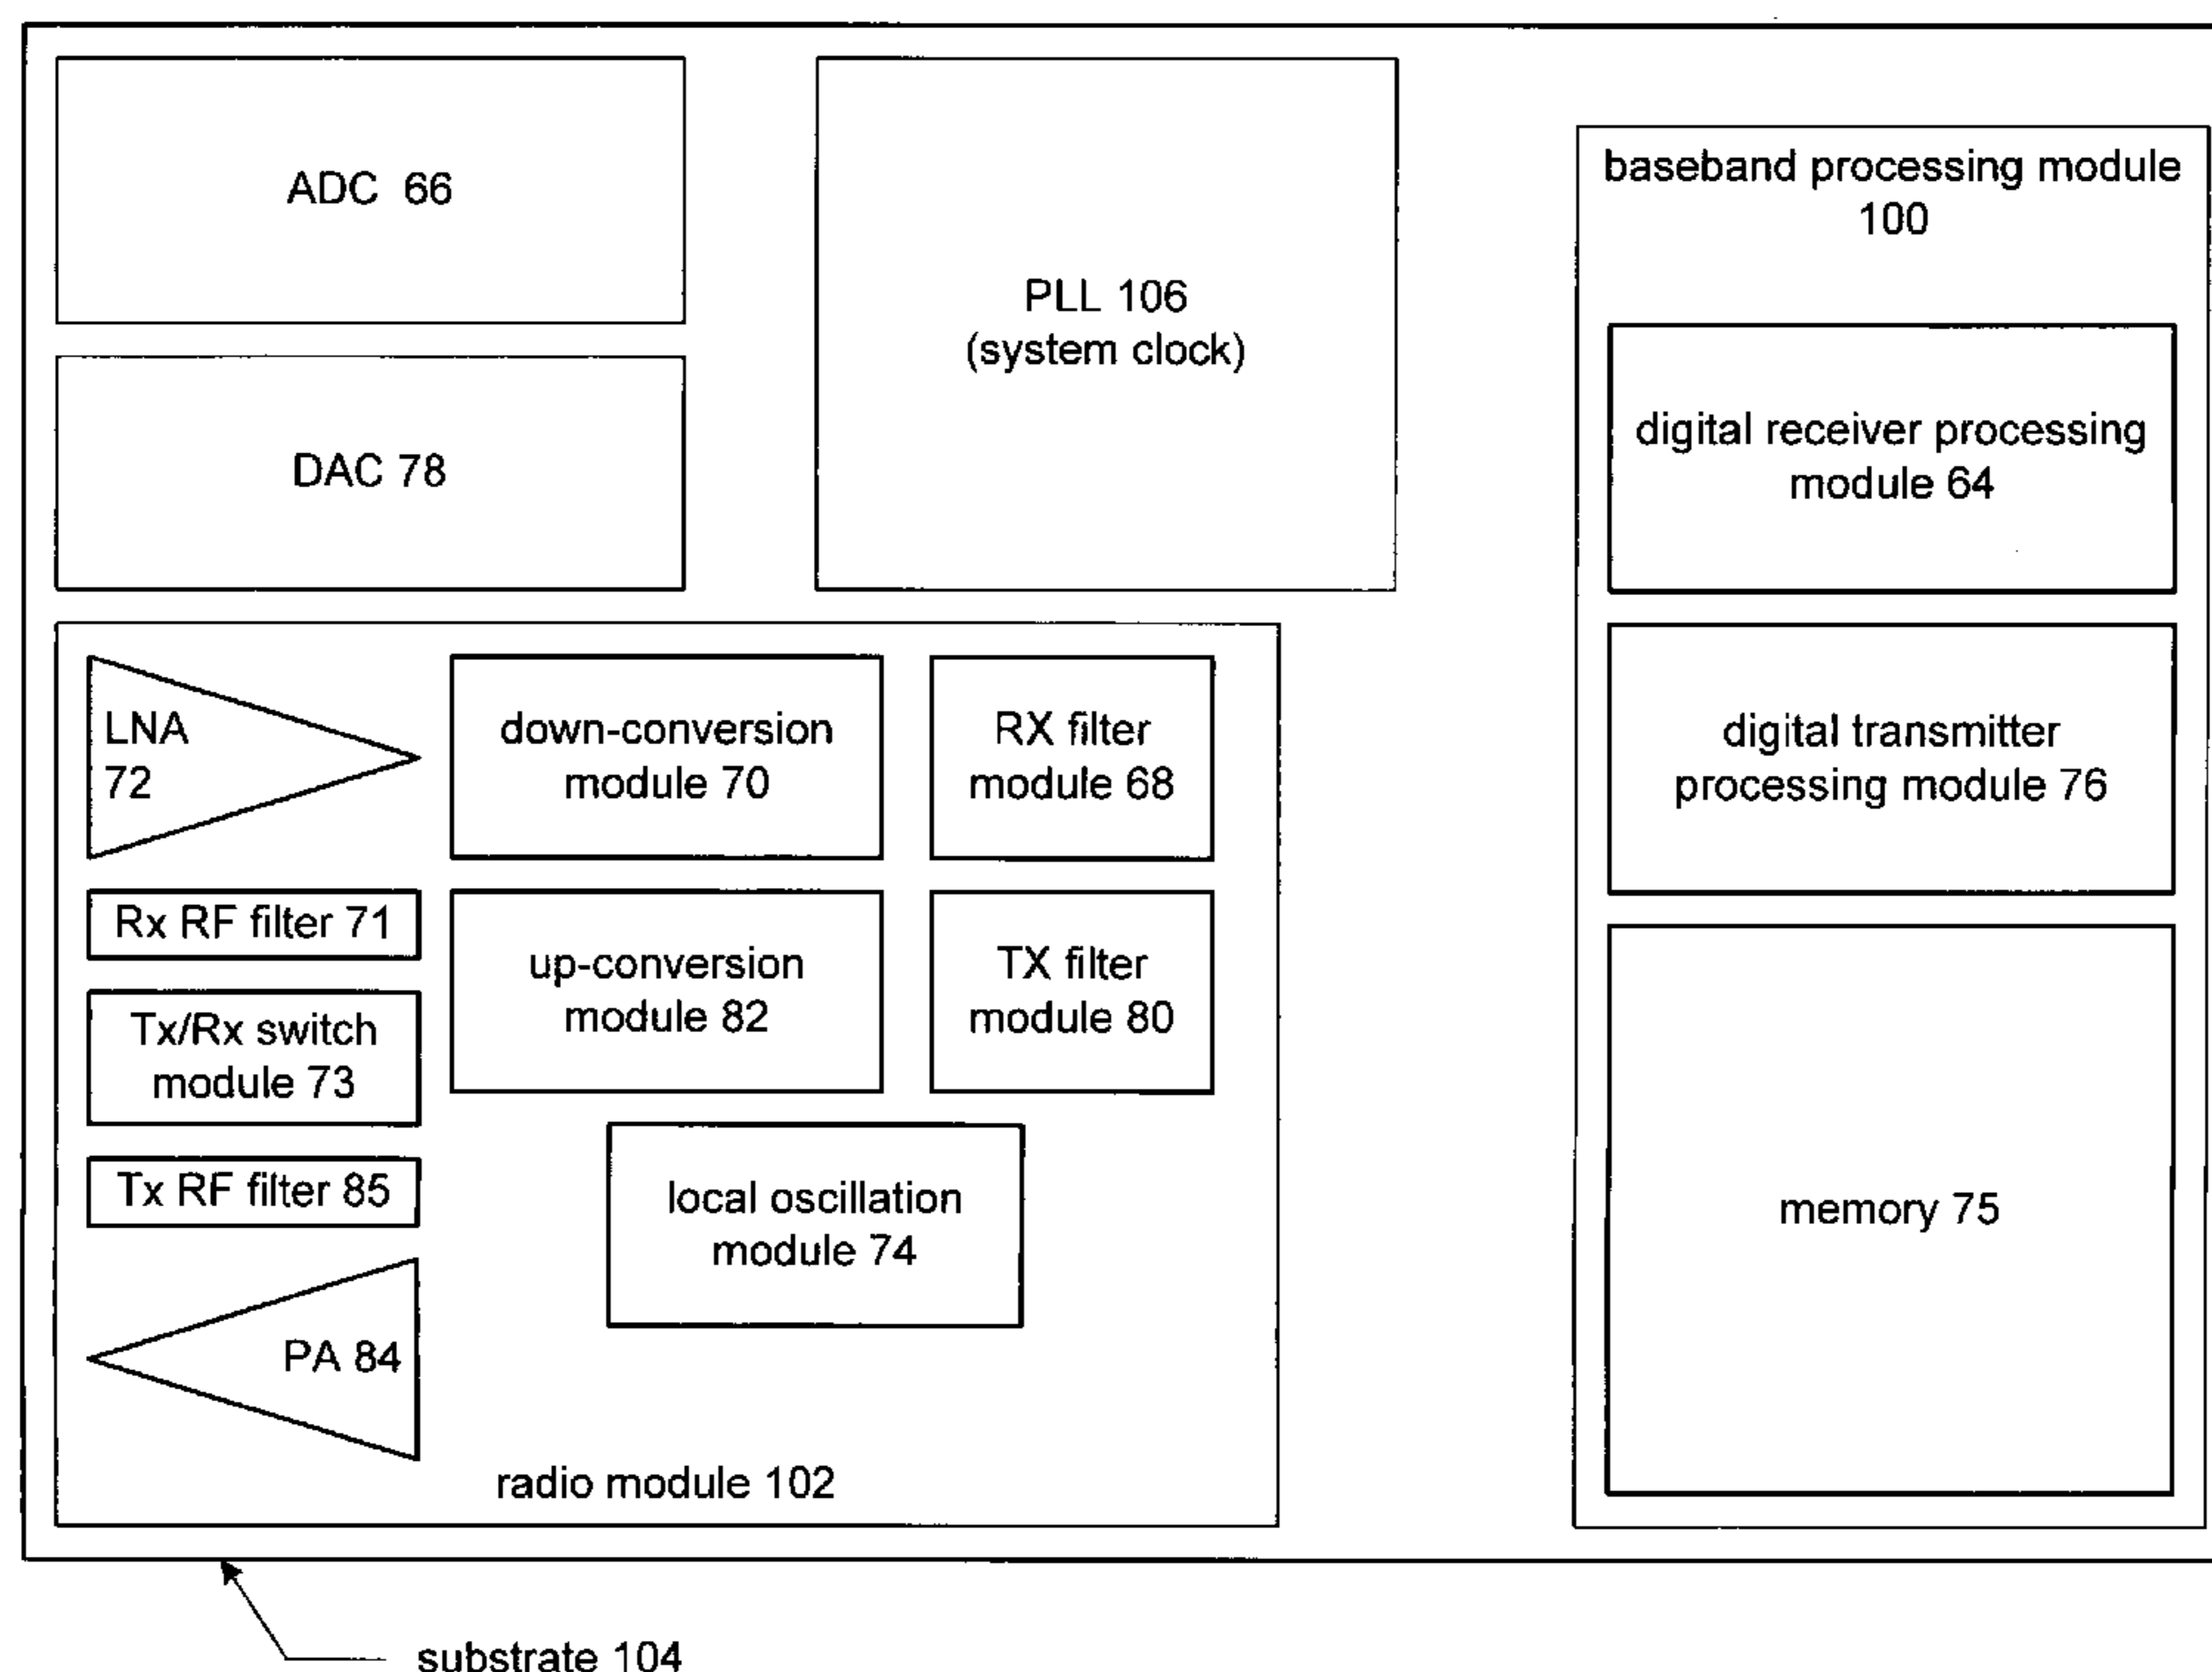 ADC 66
DAC 78
PLL 106
(system clock)
baseband processing module
100
digital receiver processing
module 64
digital transmitter
processing module 76
memory 75
LNA
72
down-conversion
module 70
RX filter
module 68
Rx RF filter 71
up-conversion
module 82
TX filter
module 80
Tx/Rx switch
module 73
Tx RF filter 85
local oscillation
module 74
PA 84
radio module 102
substrate 104